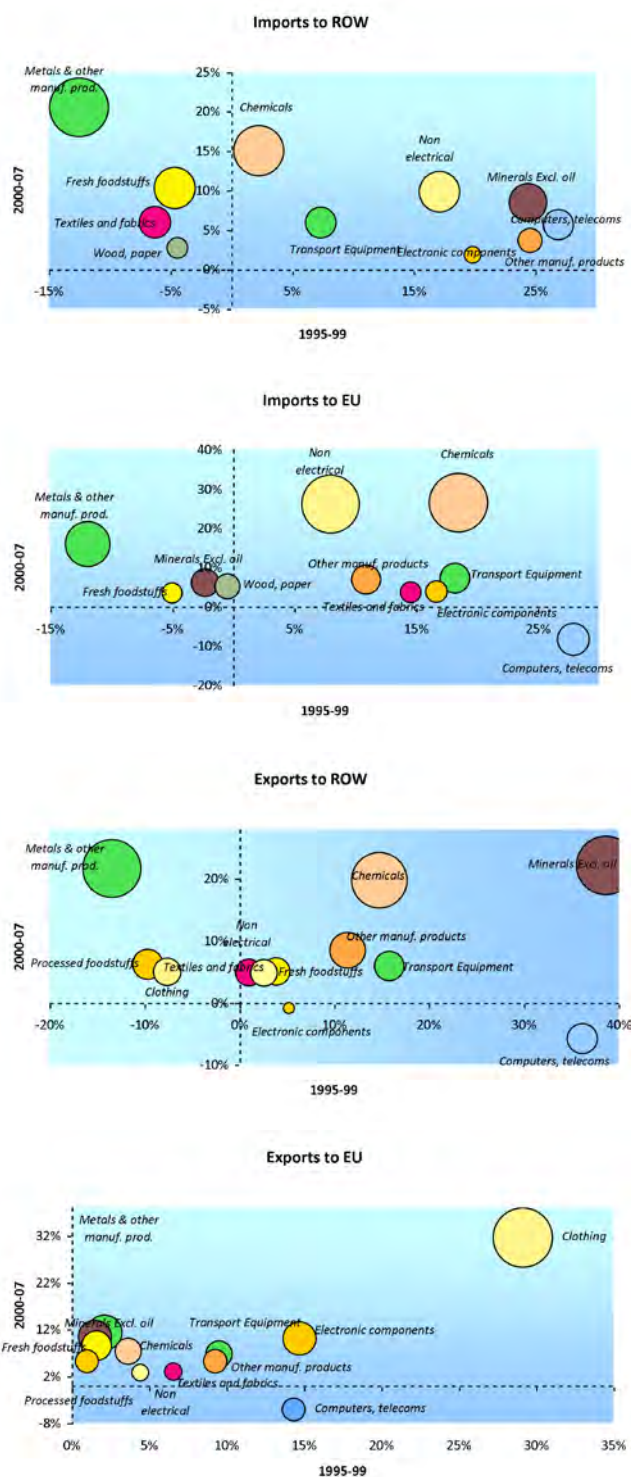 Imports to ROW
Metals & other
manuf. prod.
25%
20%
Chemicals
15%
Non
electrical
Fresh foodstuffs
10%
Minerals Excl. oil
Textiles and fabrics
5%
Computers, telecoms
Wood, paper
Transport Equipment
Electronic components
Other manuf. products
0%
-15%
-5%
5%
15%
25%
-5%
2000-07
1995-99
Imports to EU
40%
Non
electrical
Chemicals
30%
Metals & other
manuf. prod.
20%
Minerals Excl. oil
10%
Other manuf. products
Transport Equipment
Fresh foodstuffs
Wood, paper
Textiles and fabrics
Electronic components
0%
-15%
-5%
5%
15%
25%
-10%
Computers, telecoms
-20%
2000-07
1995-99
Exports to ROW
Metals & other
manuf. prod.
20%
Chemicals
Minerals Excl. oil
Non
electrical
10%
Other manuf. products
Processed foodstuffs
Textiles and fabrics
Fresh foodstuffs
Transport Equipment
Clothing
0%
-20%
-10%
0%
10%
20%
30%
40%
Electronic components
Computers, telecoms
-10%
2000-07
1995-99
Exports to EU
Metals & other
manuf. prod.
32%
Clothing
22%
12%
Minerals Excl. oil
Transport Equipment
Electronic components
Fresh foodstuffs
Chemicals
Other manuf. products
2%
Textiles and fabrics
Processed foodstuffs
Non
electrical
Computers, telecoms
-8%
0%
5%
10%
15%
20%
25%
30%
35%
2000-07
1995-99